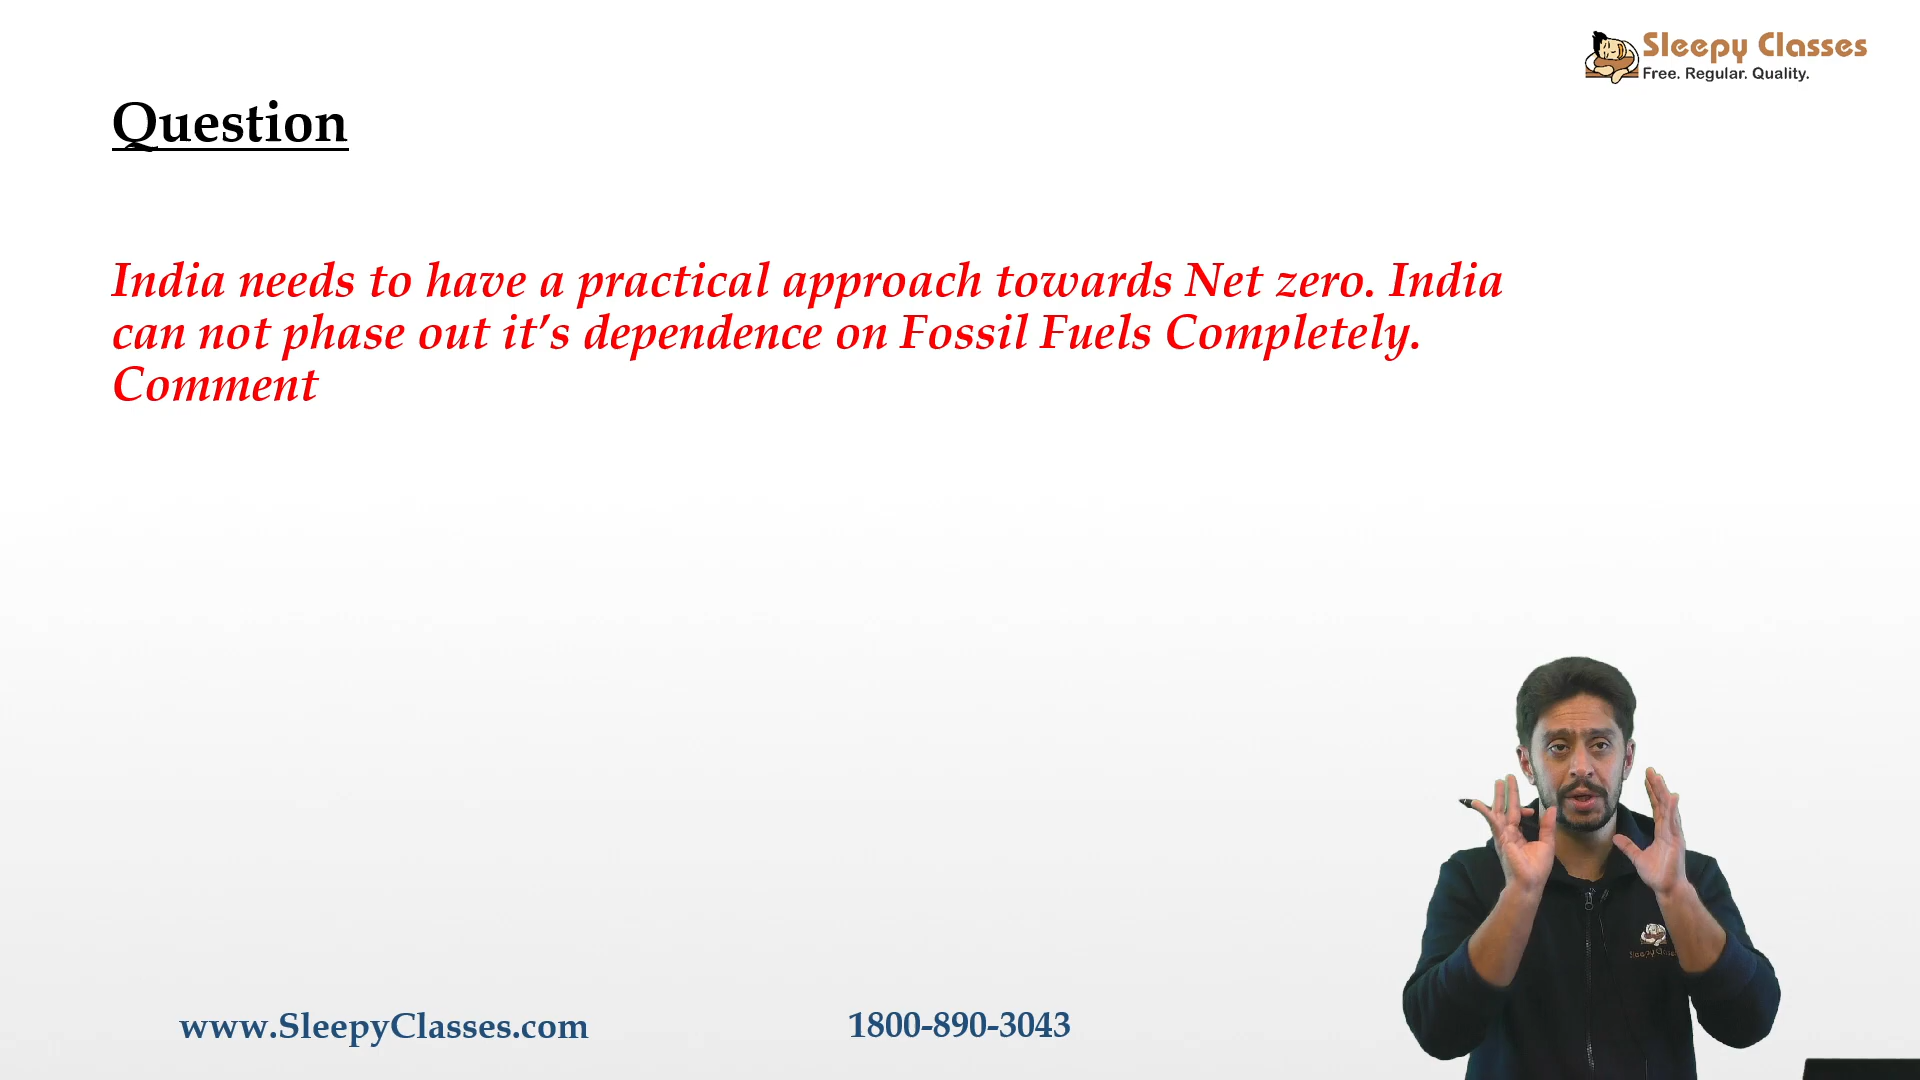 Sleepy Classes
Free. Regular. Quality.
Question
India needs to have a practical approach towards Net zero. India
can not phase out it’s dependence on Fossil Fuels Completely.
Comment
www.SleepyClasses.com
1800-890-3043